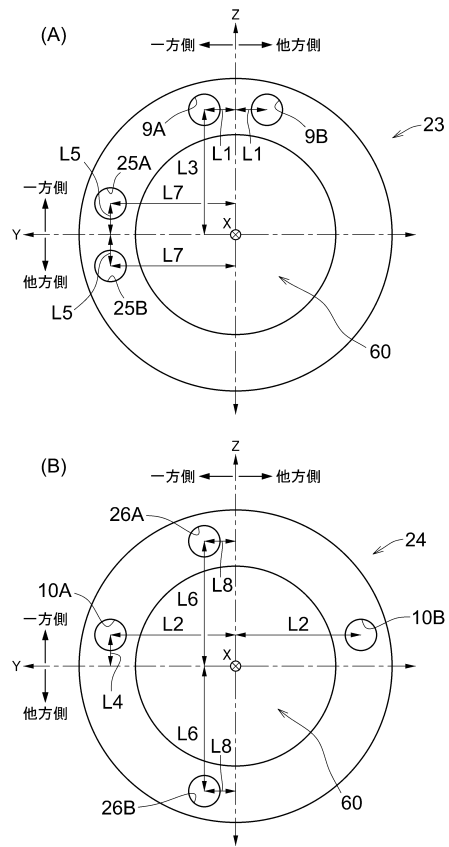 (A)
Z
一方側 他方側
9A 9B
23
L1 L1
L3
L5 25A
一方側
L7
X
Y
他方側
L7
L5 25B
60
(B)
Z
一方側 他方側
26A
24
L8
10A 10B
L6
一方側
L2 L2
X
Y
他方側
L4
L6
L8
60
26B